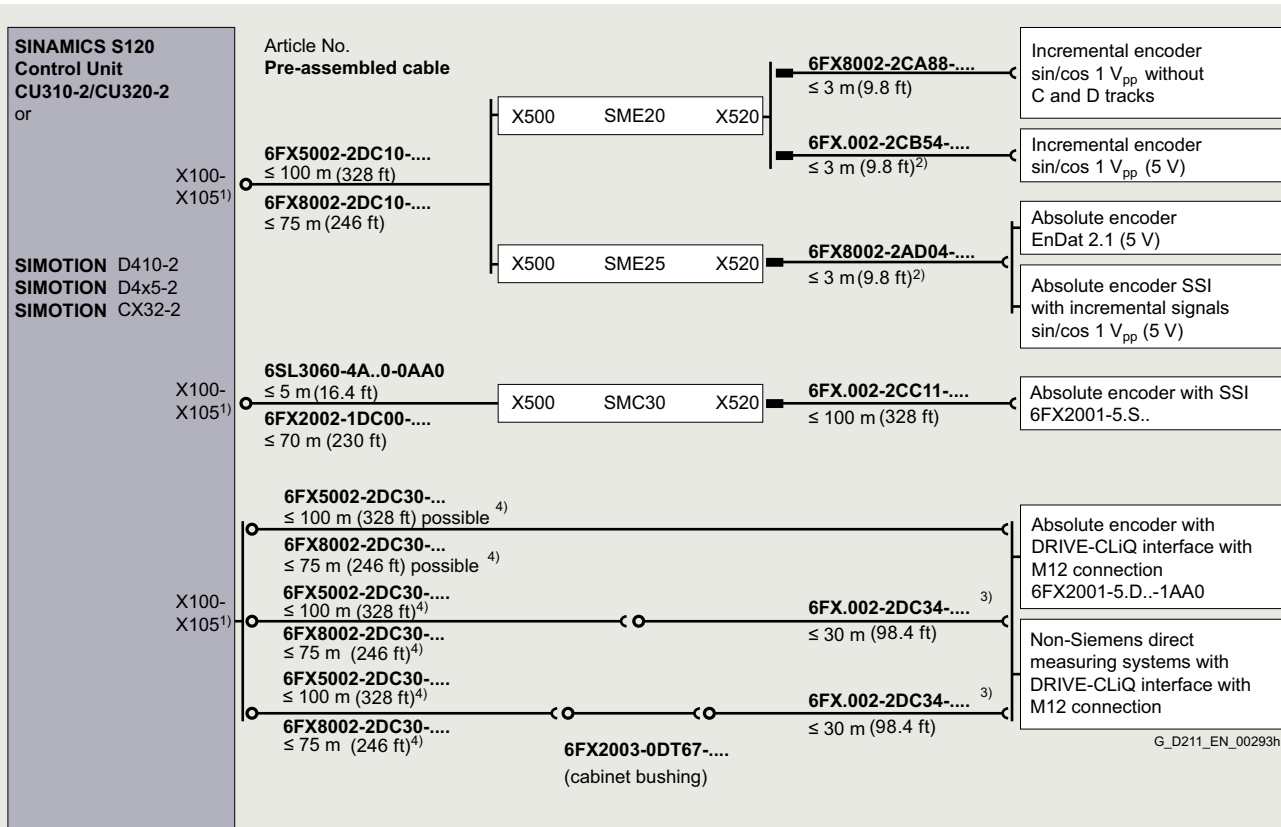 SINAMICS S120
Control Unit
CU310-2/CU320-2
or
SIMOTION D410-2
SIMOTION D4x5-2
SIMOTION CX32-2
Article No.
Pre-assembled cable
X100-
X105¹⁾
6FX5002-2DC10-....
≤ 100 m (328 ft)
6FX8002-2DC10-....
≤ 75 m (246 ft)
X500 SME20 X520
6FX8002-2CA88-....
≤ 3 m (9.8 ft)
Incremental encoder
sin/cos 1 Vpp without
C and D tracks
6FX.002-2CB54-....
≤ 3 m (9.8 ft)²⁾
Incremental encoder
sin/cos 1 Vpp (5 V)
X500 SME25 X520
6FX8002-2AD04-....
≤ 3 m (9.8 ft)²⁾
Absolute encoder
EnDat 2.1 (5 V)
Absolute encoder SSI
with incremental signals
sin/cos 1 Vpp (5 V)
X100-
X105¹⁾
6SL3060-4A..0-0AA0
≤ 5 m (16.4 ft)
6FX2002-1DC00-....
≤ 70 m (230 ft)
X500 SMC30 X520
6FX.002-2CC11-....
≤ 100 m (328 ft)
Absolute encoder with SSI
6FX2001-5.S..
X100-
X105¹⁾
6FX5002-2DC30-...
≤ 100 m (328 ft) possible ⁴⁾
6FX8002-2DC30-...
≤ 75 m (246 ft) possible ⁴⁾
6FX5002-2DC30-....
≤ 100 m (328 ft)⁴⁾
6FX8002-2DC30-...
≤ 75 m (246 ft)⁴⁾
6FX.002-2DC34-.... ³⁾
≤ 30 m (98.4 ft)
6FX5002-2DC30-....
≤ 100 m (328 ft)⁴⁾
6FX8002-2DC30-....
≤ 75 m (246 ft)⁴⁾
6FX2003-0DT67-....
(cabinet bushing)
6FX.002-2DC34-.... ³⁾
≤ 30 m (98.4 ft)
Absolute encoder with
DRIVE-CLiQ interface with
M12 connection
6FX2001-5.D..-1AA0
Non-Siemens direct
measuring systems with
DRIVE-CLiQ interface with
M12 connection
G_D211_EN_00293h